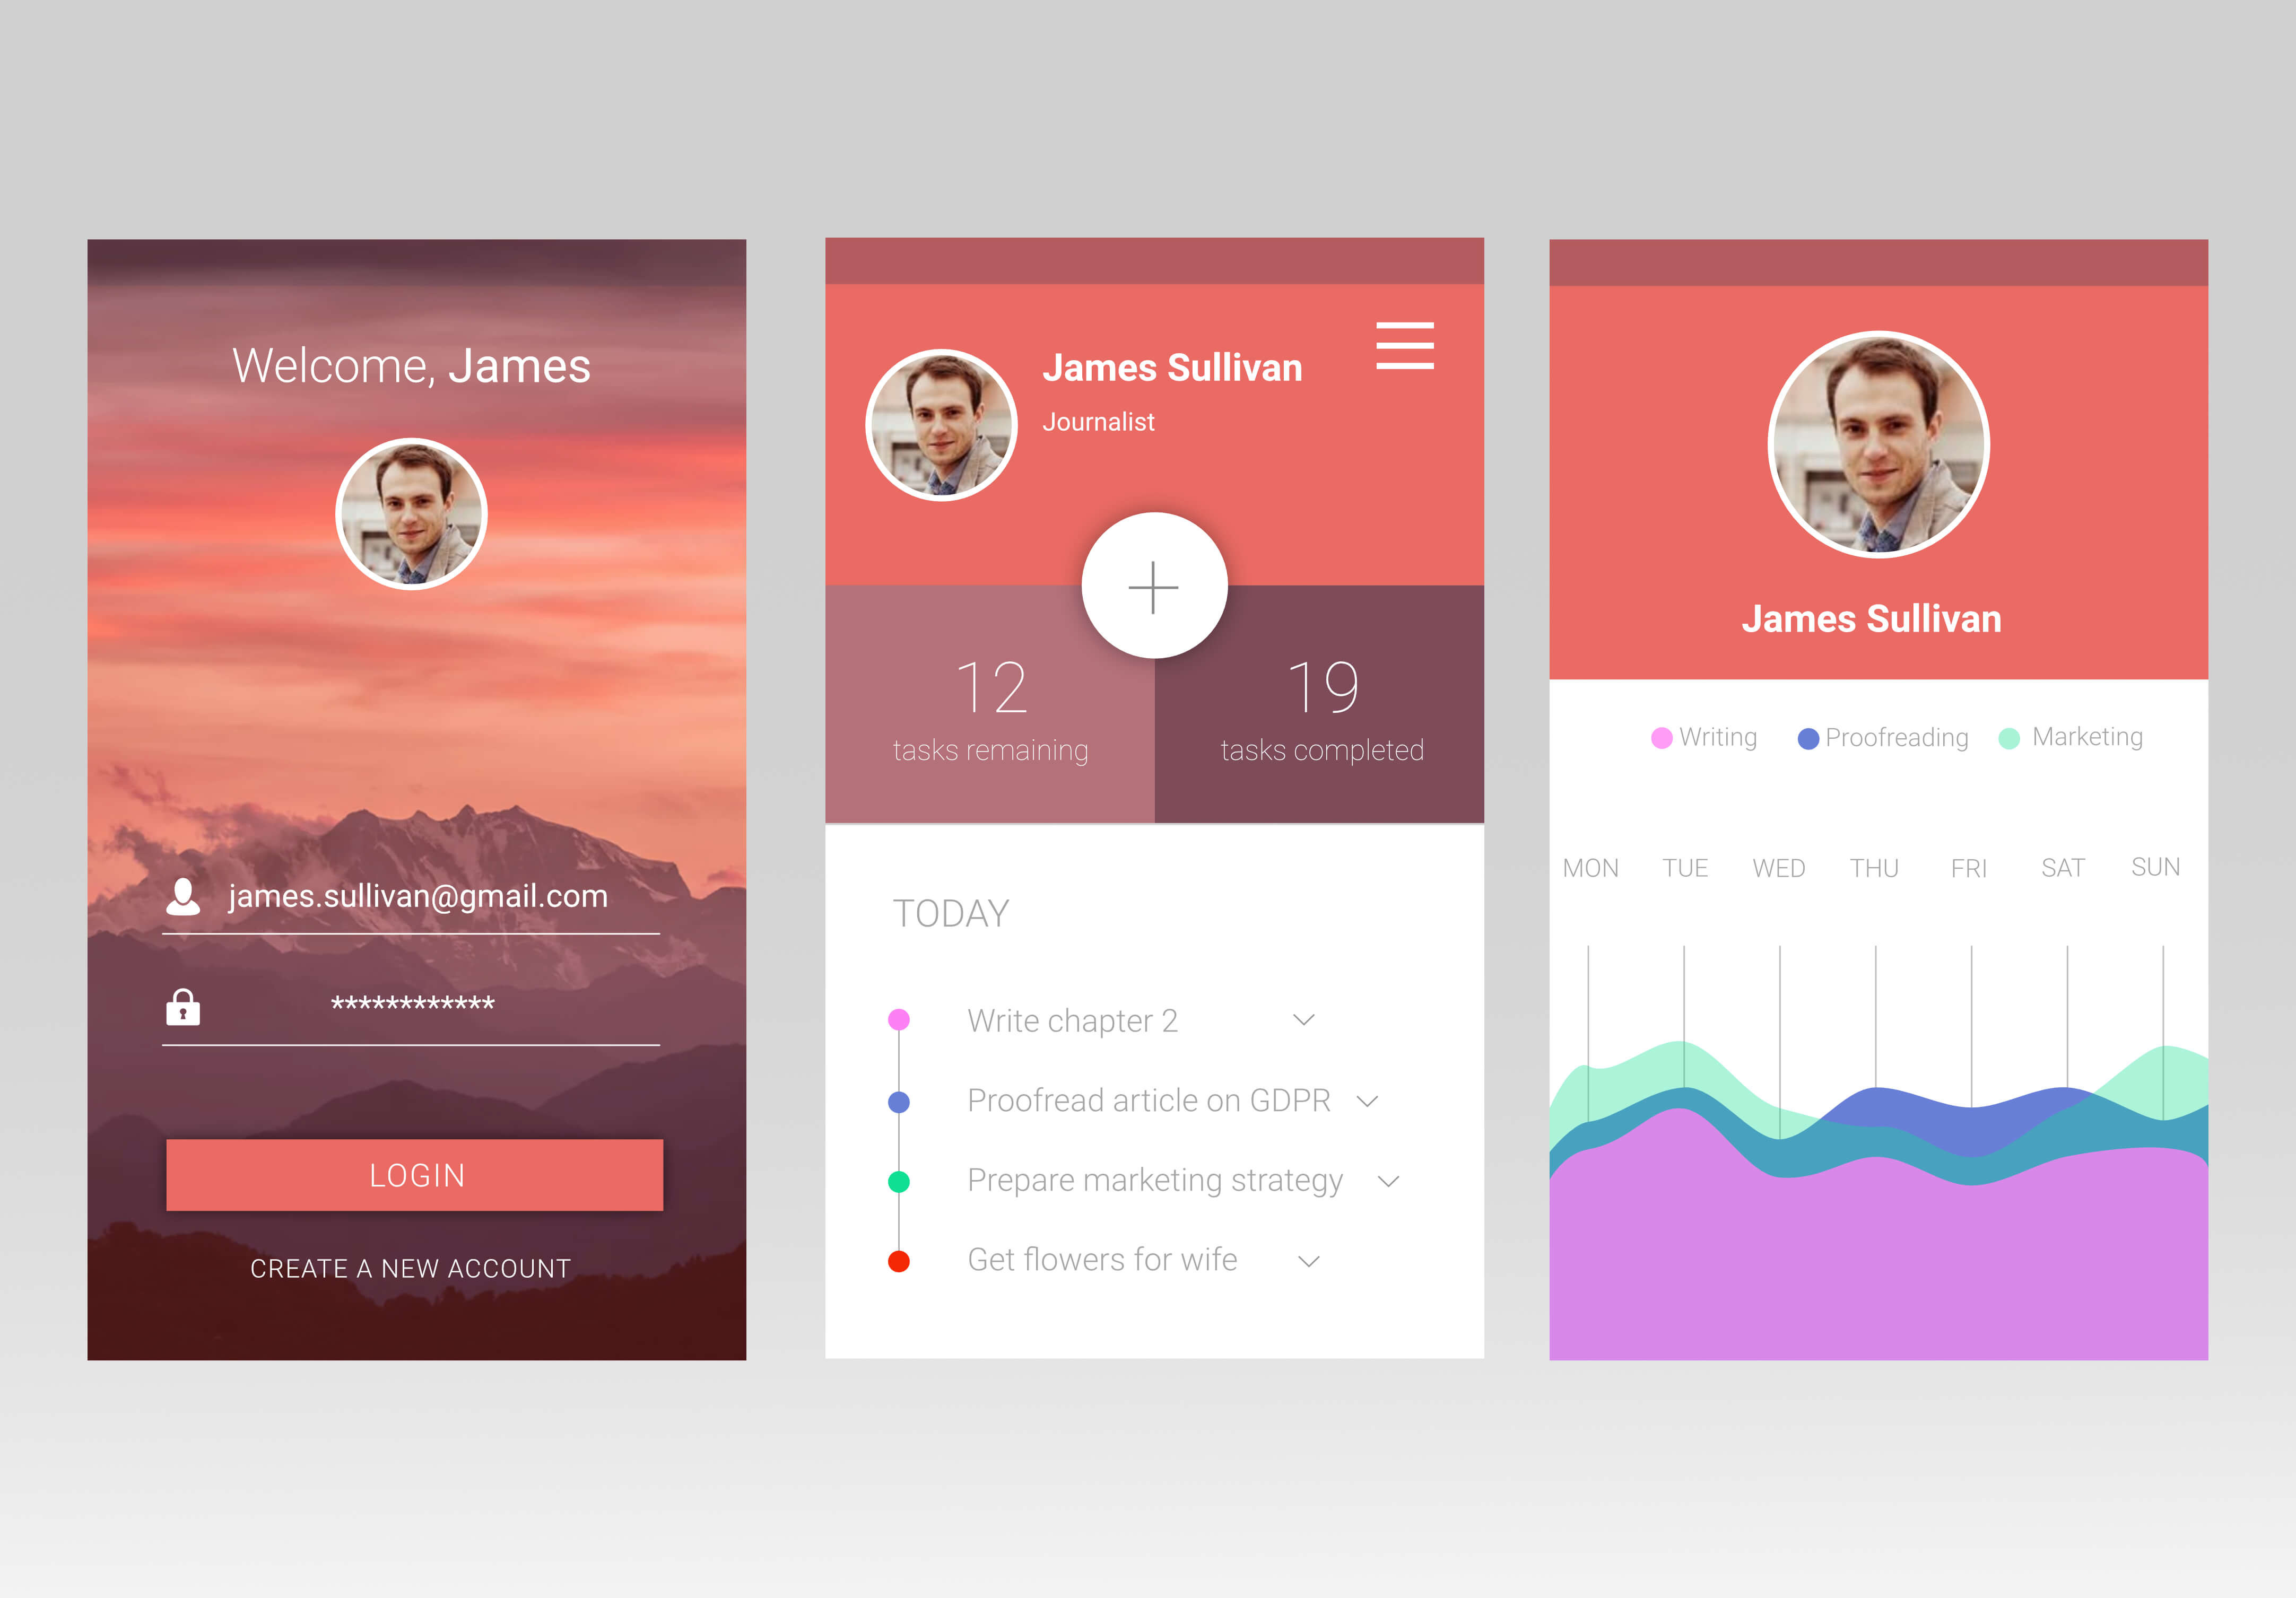 Welcome, James
james.sullivan@gmail.com
************
LOGIN
CREATE A NEW ACCOUNT
James Sullivan
Journalist
12
tasks remaining
19
tasks completed
TODAY
Write chapter 2
Proofread article on GDPR
Prepare marketing strategy
Get flowers for wife
James Sullivan
Writing Proofreading Marketing
MON TUE WED THU FRI SAT SUN